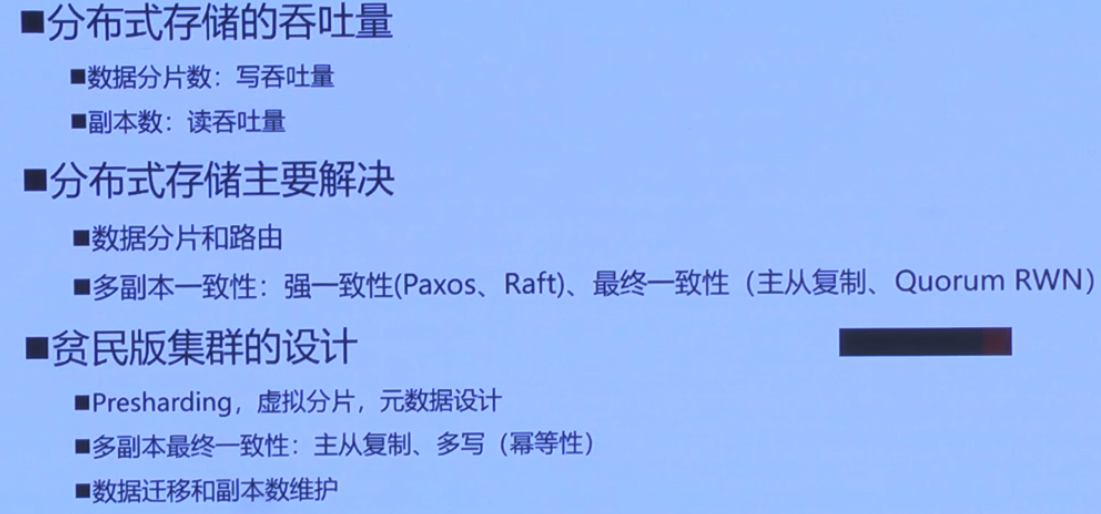 ■分布式存储的吞吐量
■数据分片数：写吞吐量
■副本数：读吞吐量
■分布式存储主要解决
■数据分片和路由
■多副本一致性：强一致性(Paxos、Raft)、最终一致性（主从复制、Quorum RWN）
■贫民版集群的设计
■Presharding，虚拟分片，元数据设计
■多副本最终一致性：主从复制、多写（幂等性）
■数据迁移和副本数维护